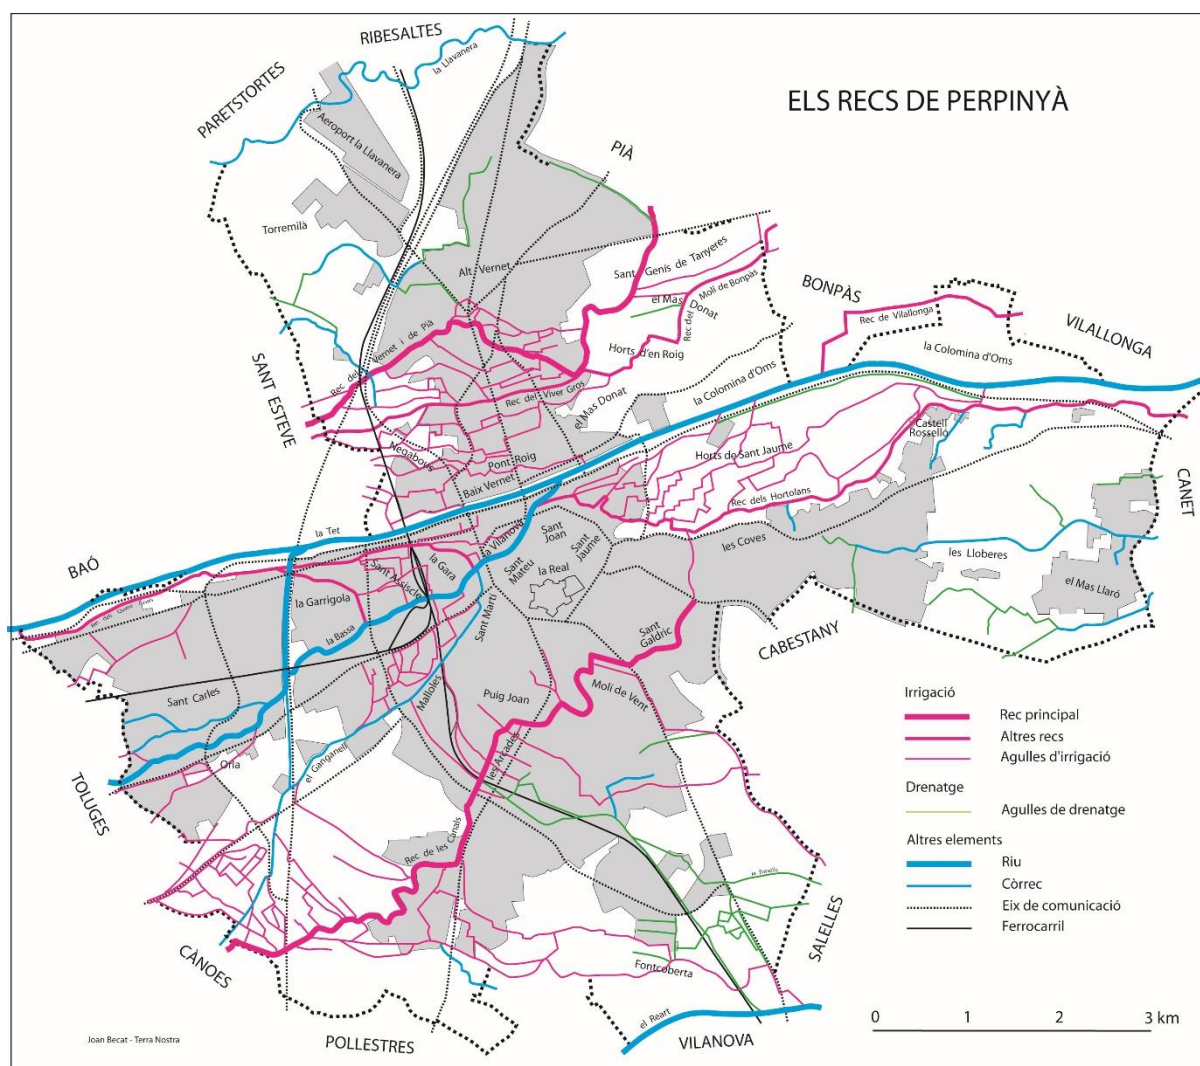 ELS RECS DE PERPINYÀ
RIBESALTES
la Llavanera
PARETSTORTES
Aeroport la Llavanera
PIÀ
Torremilà
Alt Vernet
Sant Genís de Tanyeres
el Mas Donat
Rec del Molí de Bonpàs
BONPÀS
Rec de Vilallonga
VILALLONGA
la Colomina d'Oms
Rec del Vernet i de Pià
Horts d'en Roig
la Colomina d'Oms
SANT ESTEVE
Rec del Viver Gros
el Mas Donat
Castell
Rosselló
Negabous
Pont Roig
Horts de Sant Jaume
Baix Vernet
Rec dels Hortolans
CANET
la Tet
la Vilanova
Sant
Joan
Sant
Jaume
les Coves
BAÓ
la Gara
Sant Assiscle
Sant
Mateu
la Real
les Lloberes
la Garrigola
el Mas Llaró
la Bassa
Sant Martí
Sant
Galdric
CABESTANY
Sant Carles
Malloles
Puig Joan
Molí de Vent
Orla
el Ganganell
les Arcades
TOLUGES
Rec de les Canals
SALELLES
CÀNOES
Fontcoberta
el Reart
POLLESTRES
VILANOVA
Irrigació
Rec principal
Altres recs
Agulles d'irrigació
Drenatge
Agulles de drenatge
Altres elements
Riu
Còrrec
Eix de comunicació
Ferrocarril
0 1 2 3 km
Joan Becat - Terra Nostra